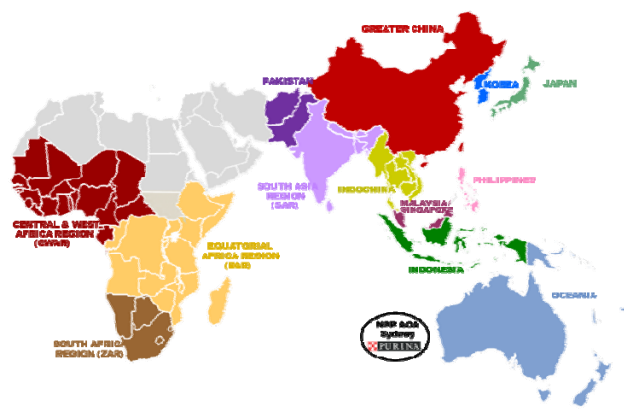 GREATER CHINA
PAKISTAN
KOREA
JAPAN
SOUTH ASIA
REGION
(SAR)
INDOCHINA
PHILIPPINES
MALAYSIA/
SINGAPORE
CENTRAL & WEST
AFRICA REGION
(CWAR)
EQUATORIAL
AFRICA REGION
(EAR)
INDONESIA
OCEANIA
SOUTH AFRICA
REGION (ZAR)
Sydney
PURINA